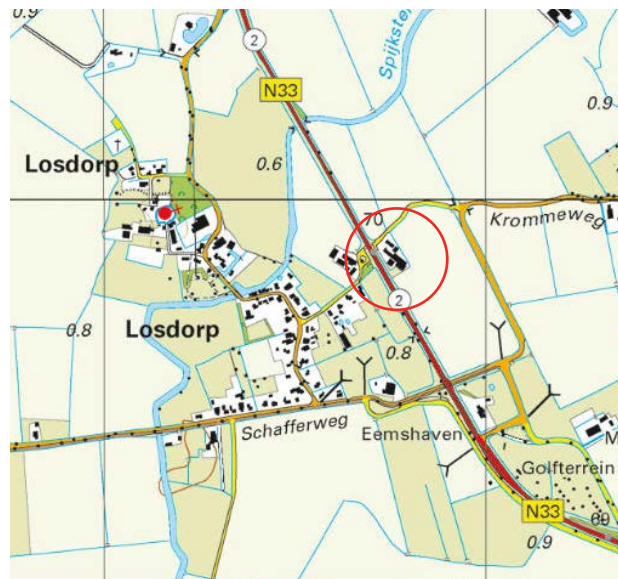 0.9
2
N33
Spijkster
0.9
Losdorp
0.6
70
Krommeweg
2
Losdorp
0.8
0.8
Schafferweg
Eemshaven
M
Golfterrein
N33
69
0.9